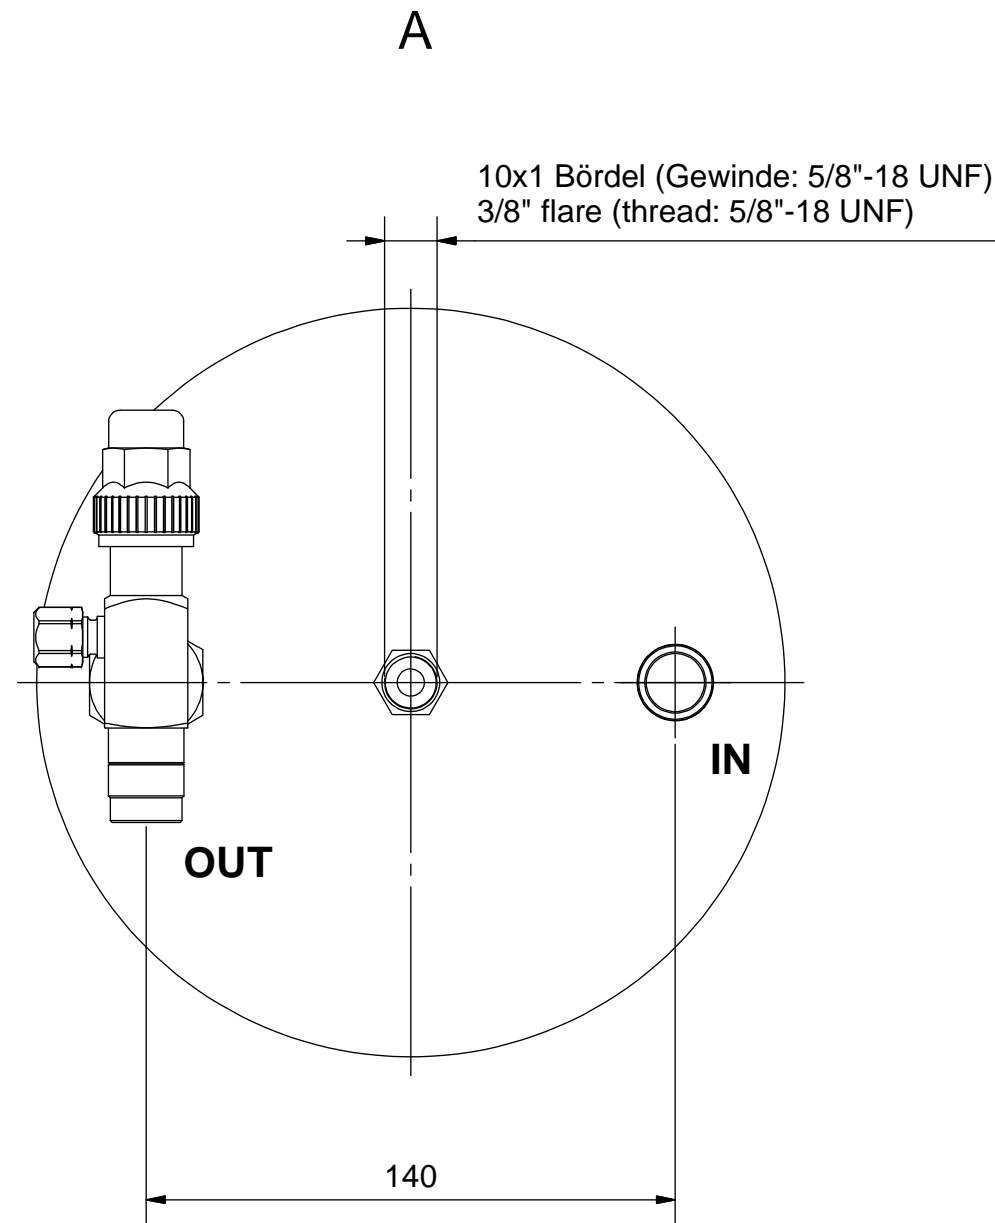 A
10x1 Bördel (Gewinde: 5/8"-18 UNF)
3/8" flare (thread: 5/8"-18 UNF)
IN
OUT
140